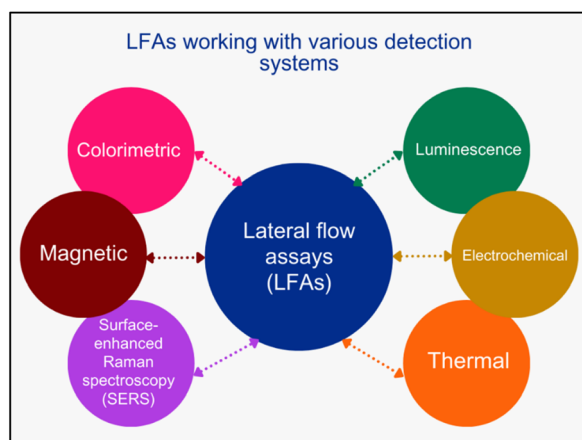 LFAs working with various detection
systems
Colorimetric
Luminescence
Magnetic
Lateral flow
assays
(LFAs)
Electrochemical
Surface-
enhanced
Raman
spectroscopy
(SERS)
Thermal